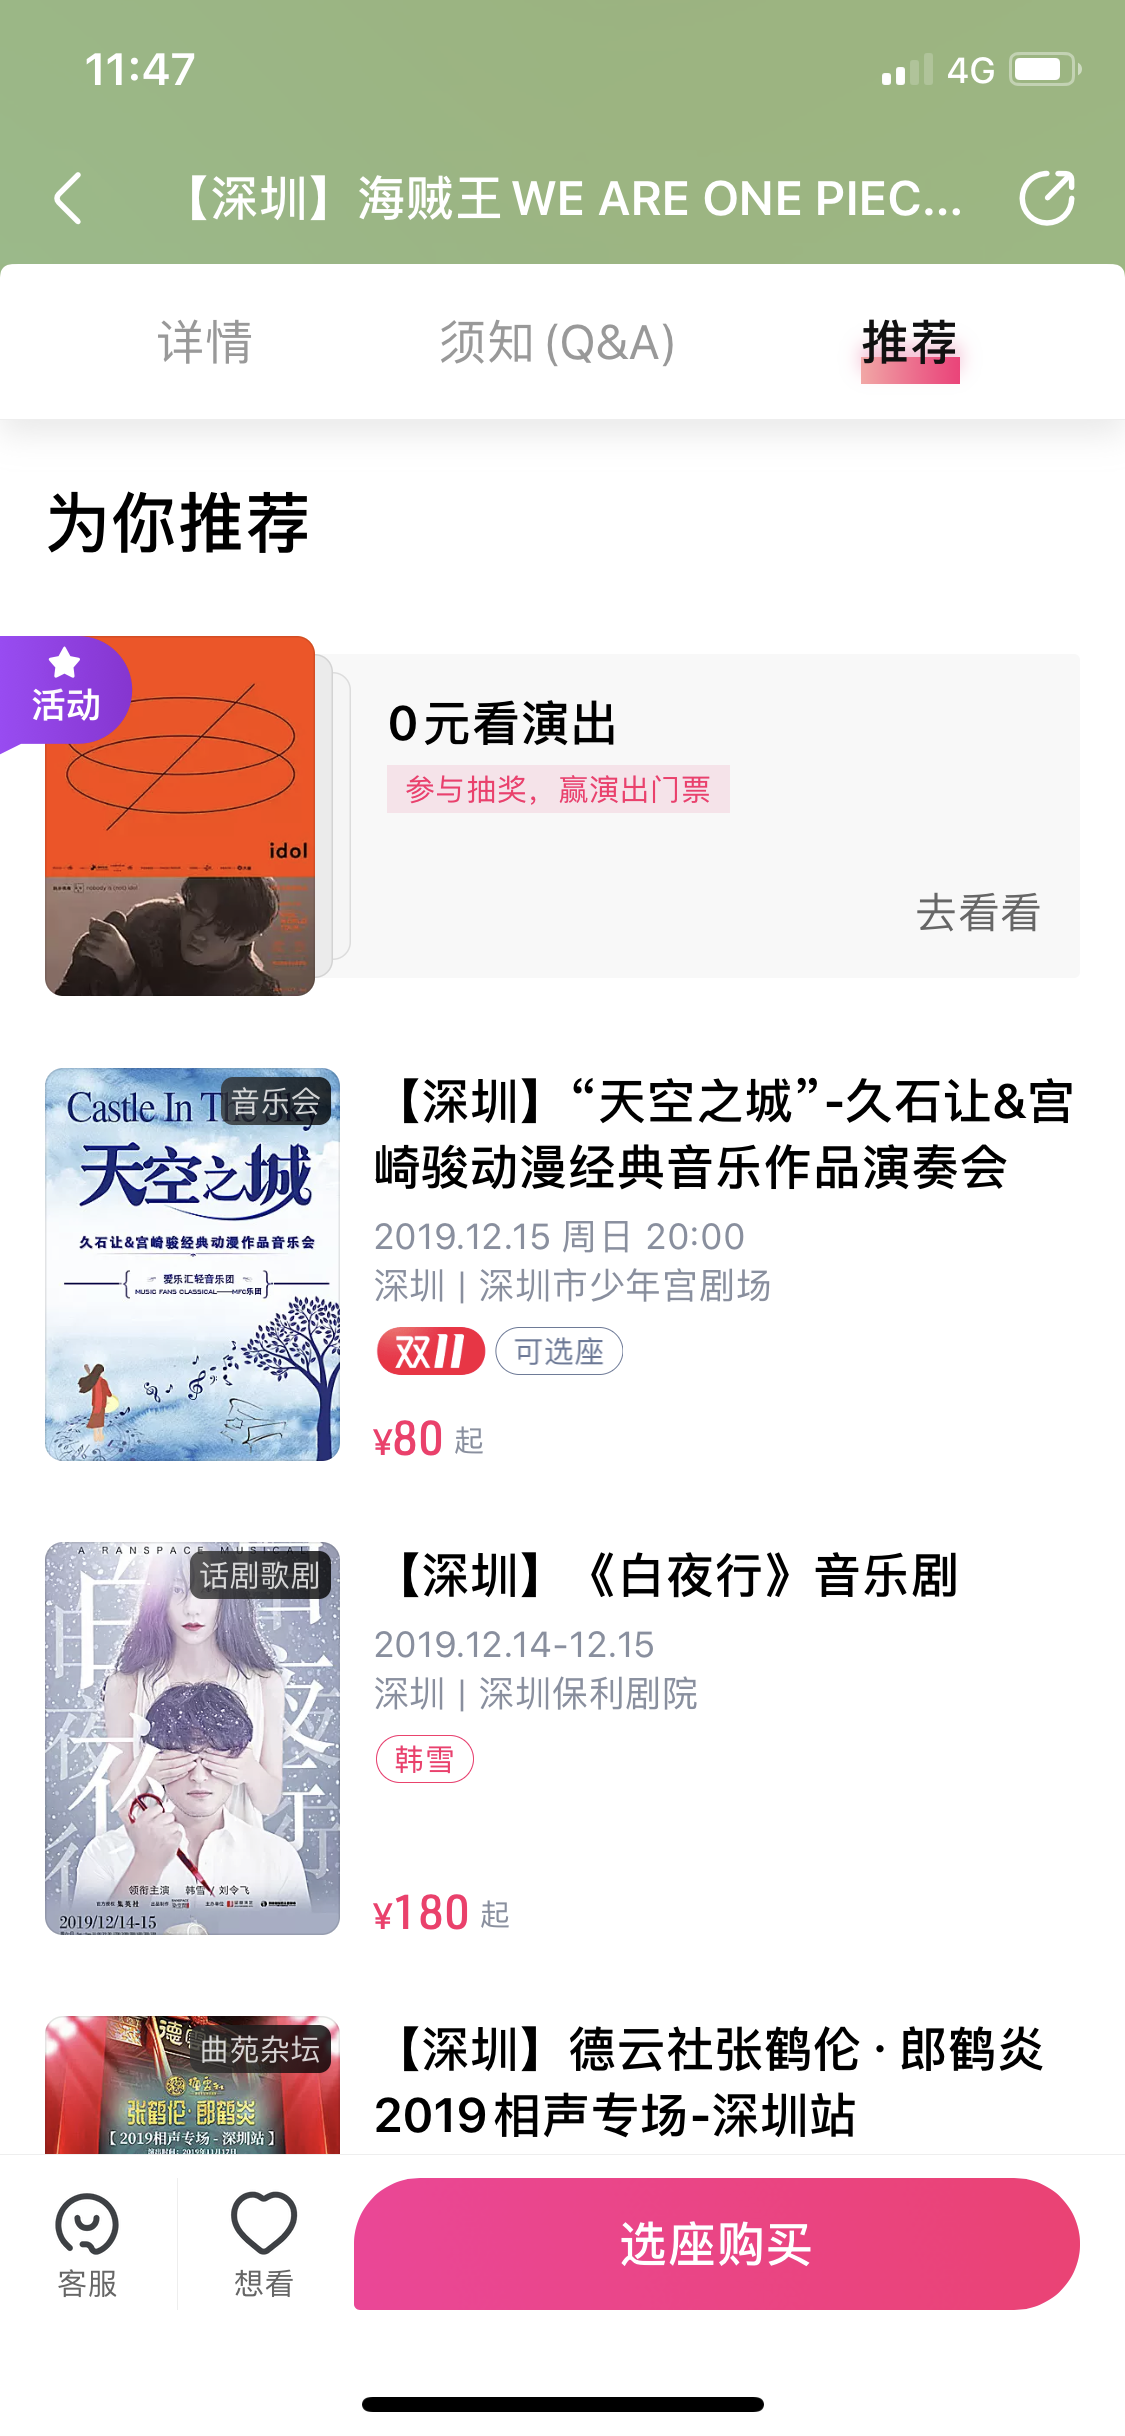 11:47
4G
【深圳】海贼王 WE ARE ONE PIEC...
详情
须知 (Q&A)
推荐
为你推荐
活动
idol
0元看演出
参与抽奖，赢演出门票
去看看
音乐会
天空之城
久石让&宫崎骏经典动漫作品音乐会
爱乐汇轻音乐团
MUSIC FANS CLASSICAL——MFC乐团
【深圳】“天空之城”-久石让&宫
崎骏动漫经典音乐作品演奏会
2019.12.15 周日 20:00
深圳 | 深圳市少年宫剧场
双11
可选座
¥80 起
A RANSPACE MUSICAL
话剧歌剧
白夜行
领衔主演 韩雪 / 刘令飞
2019/12/14-15
【深圳】《白夜行》音乐剧
2019.12.14-12.15
深圳 | 深圳保利剧院
韩雪
¥180 起
曲苑杂坛
张鹤伦·郎鹤炎
【2019相声专场 - 深圳站】
【深圳】德云社张鹤伦 · 郎鹤炎
2019相声专场-深圳站
客服
想看
选座购买